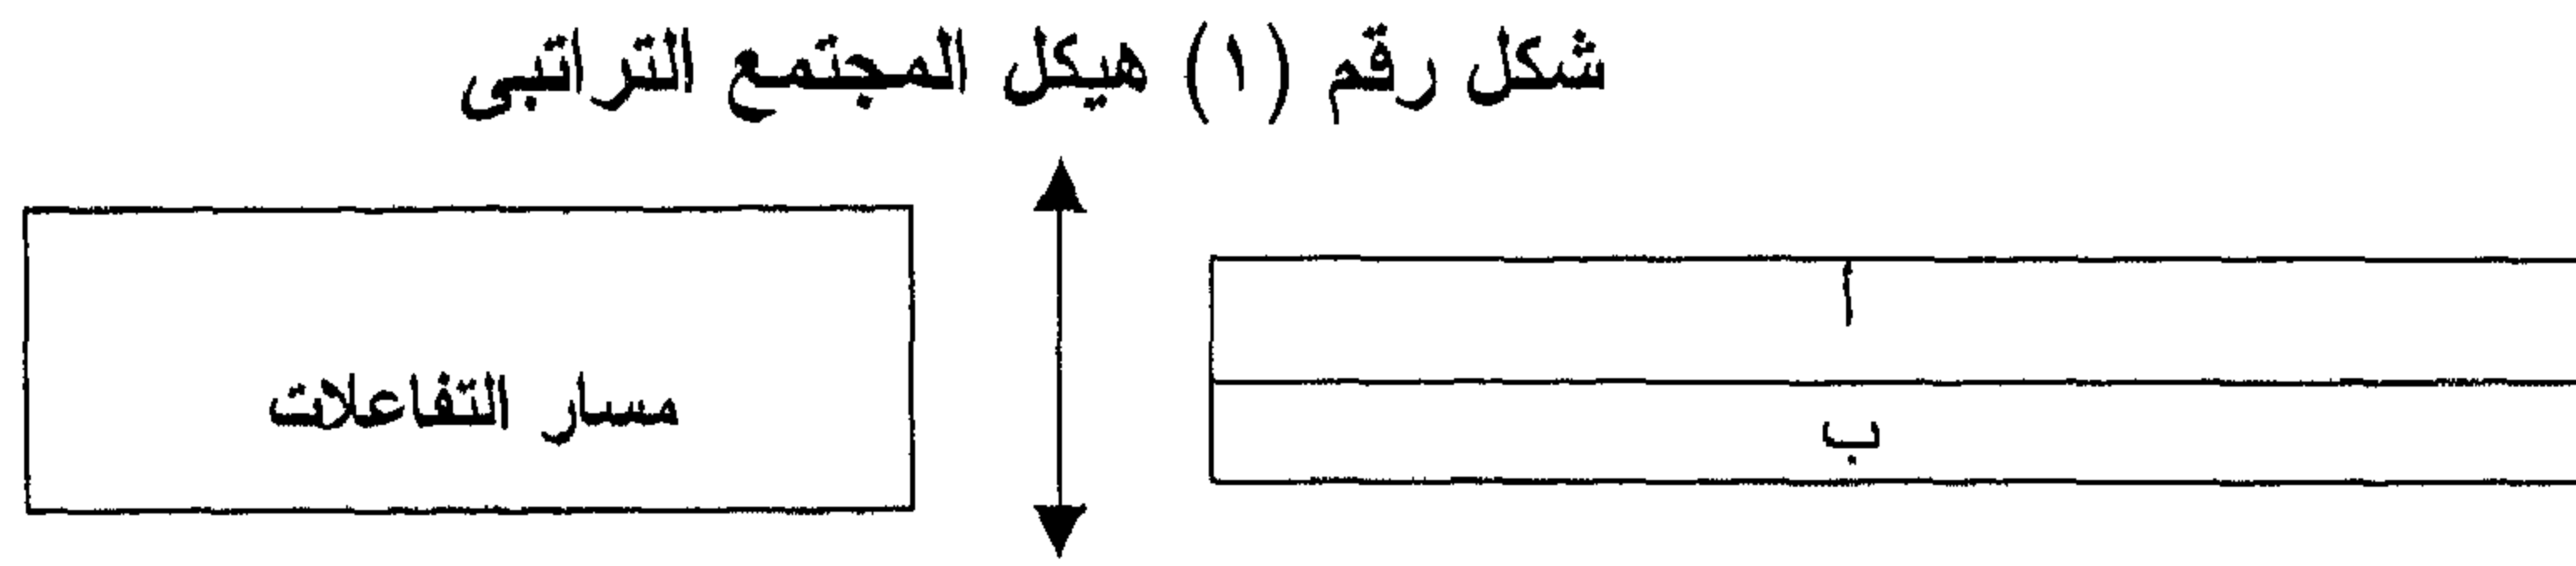 شكل رقم (١) هيكل المجتمع التراتبى
أ
ب
مسار التفاعلات